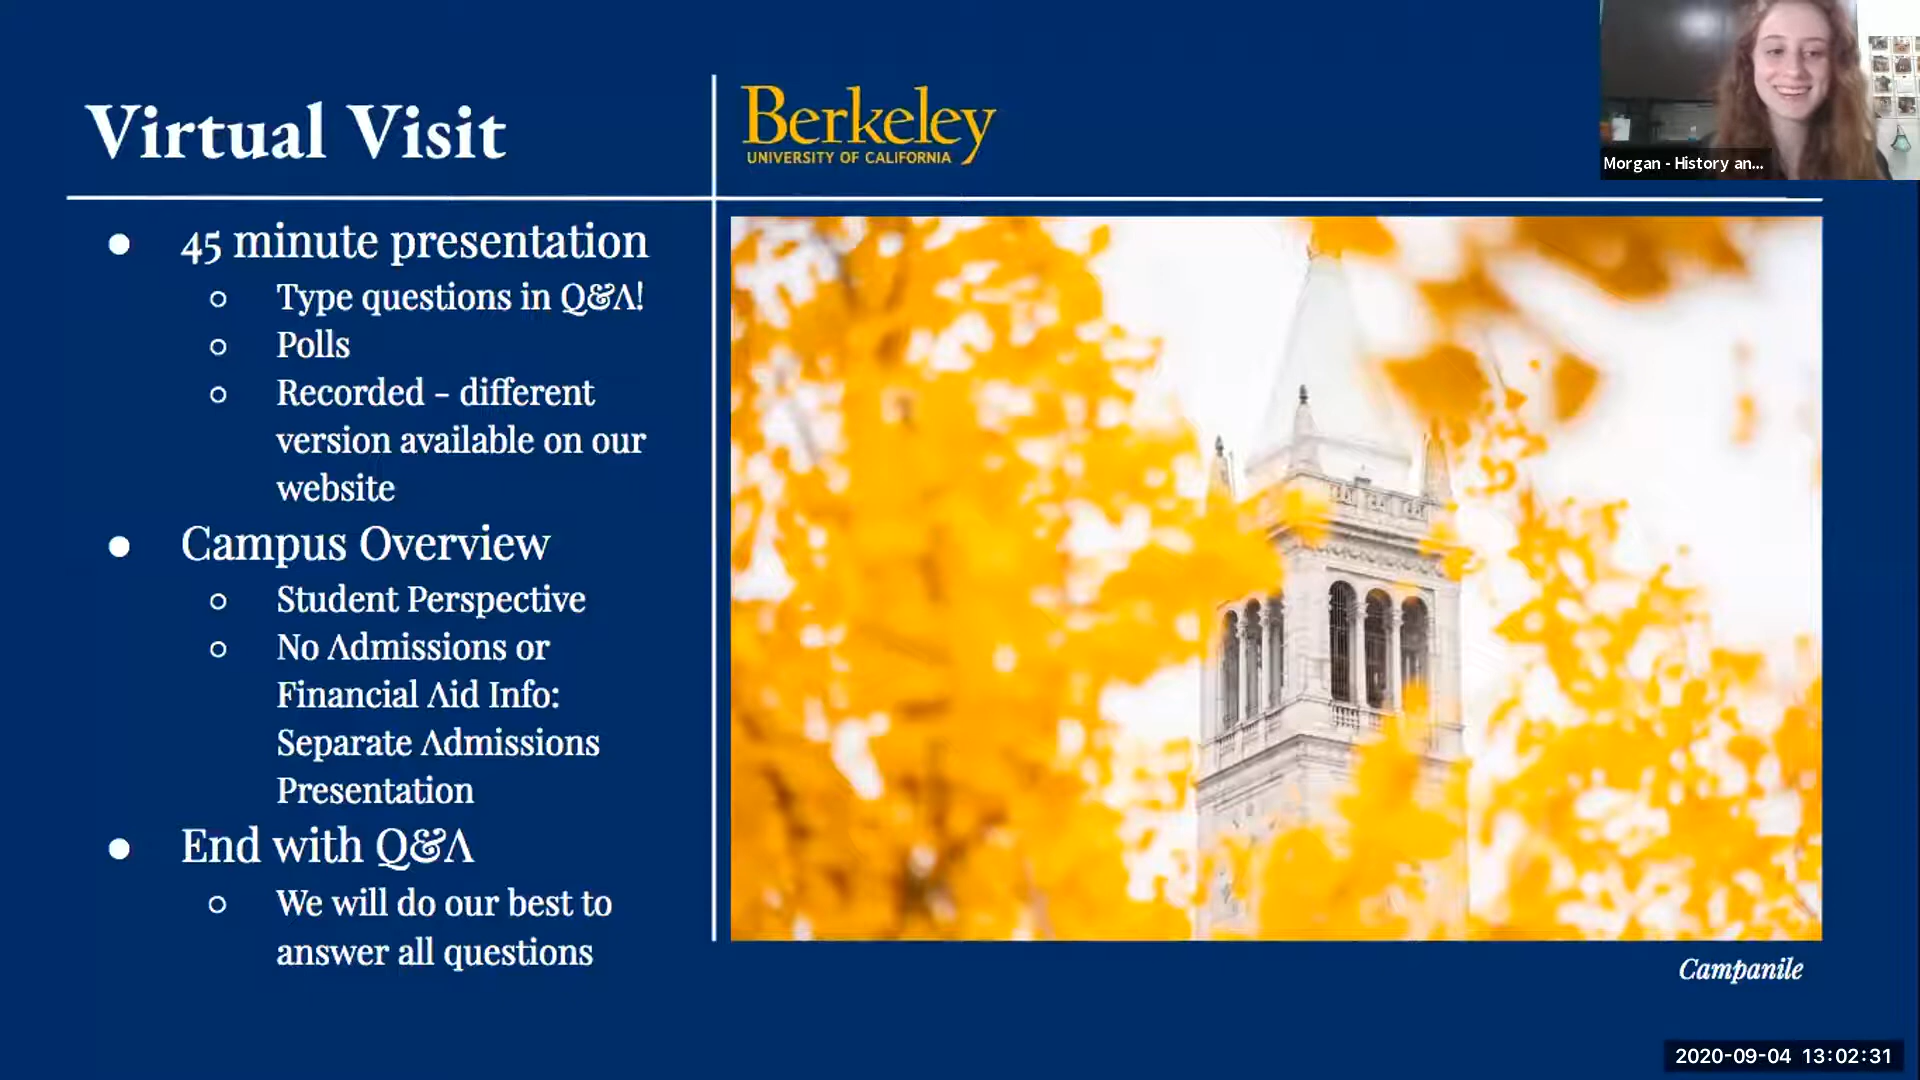 Virtual Visit
Berkeley
UNIVERSITY OF CALIFORNIA
Morgan - History an...
● 45 minute presentation
○ Type questions in Q&A!
○ Polls
○ Recorded - different
version available on our
website
● Campus Overview
○ Student Perspective
○ No Admissions or
Financial Aid Info:
Separate Admissions
Presentation
● End with Q&A
○ We will do our best to
answer all questions
Campanile
2020-09-04 13:02:31